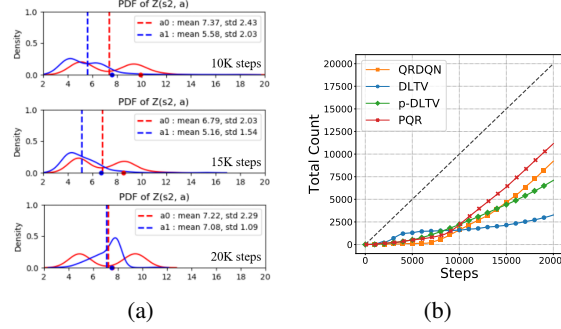 PDF of Z(s2, a)
1.0
0.5
0.0
Density
a0 : mean 7.37, std 2.43
a1 : mean 5.58, std 2.03
10K steps
2 4 6 8 10 12 14 16 18 20
PDF of Z(s2, a)
1.0
0.5
0.0
Density
a0 : mean 6.79, std 2.03
a1 : mean 5.16, std 1.54
15K steps
2 4 6 8 10 12 14 16 18 20
PDF of Z(s2, a)
1.0
0.5
0.0
Density
a0 : mean 7.22, std 2.29
a1 : mean 7.08, std 1.09
20K steps
2 4 6 8 10 12 14 16 18 20
(a)
20000
17500
15000
12500
10000
7500
5000
2500
0
Total Count
QRDQN
DLTV
p-DLTV
PQR
0 5000 10000 15000 2000
Steps
(b)